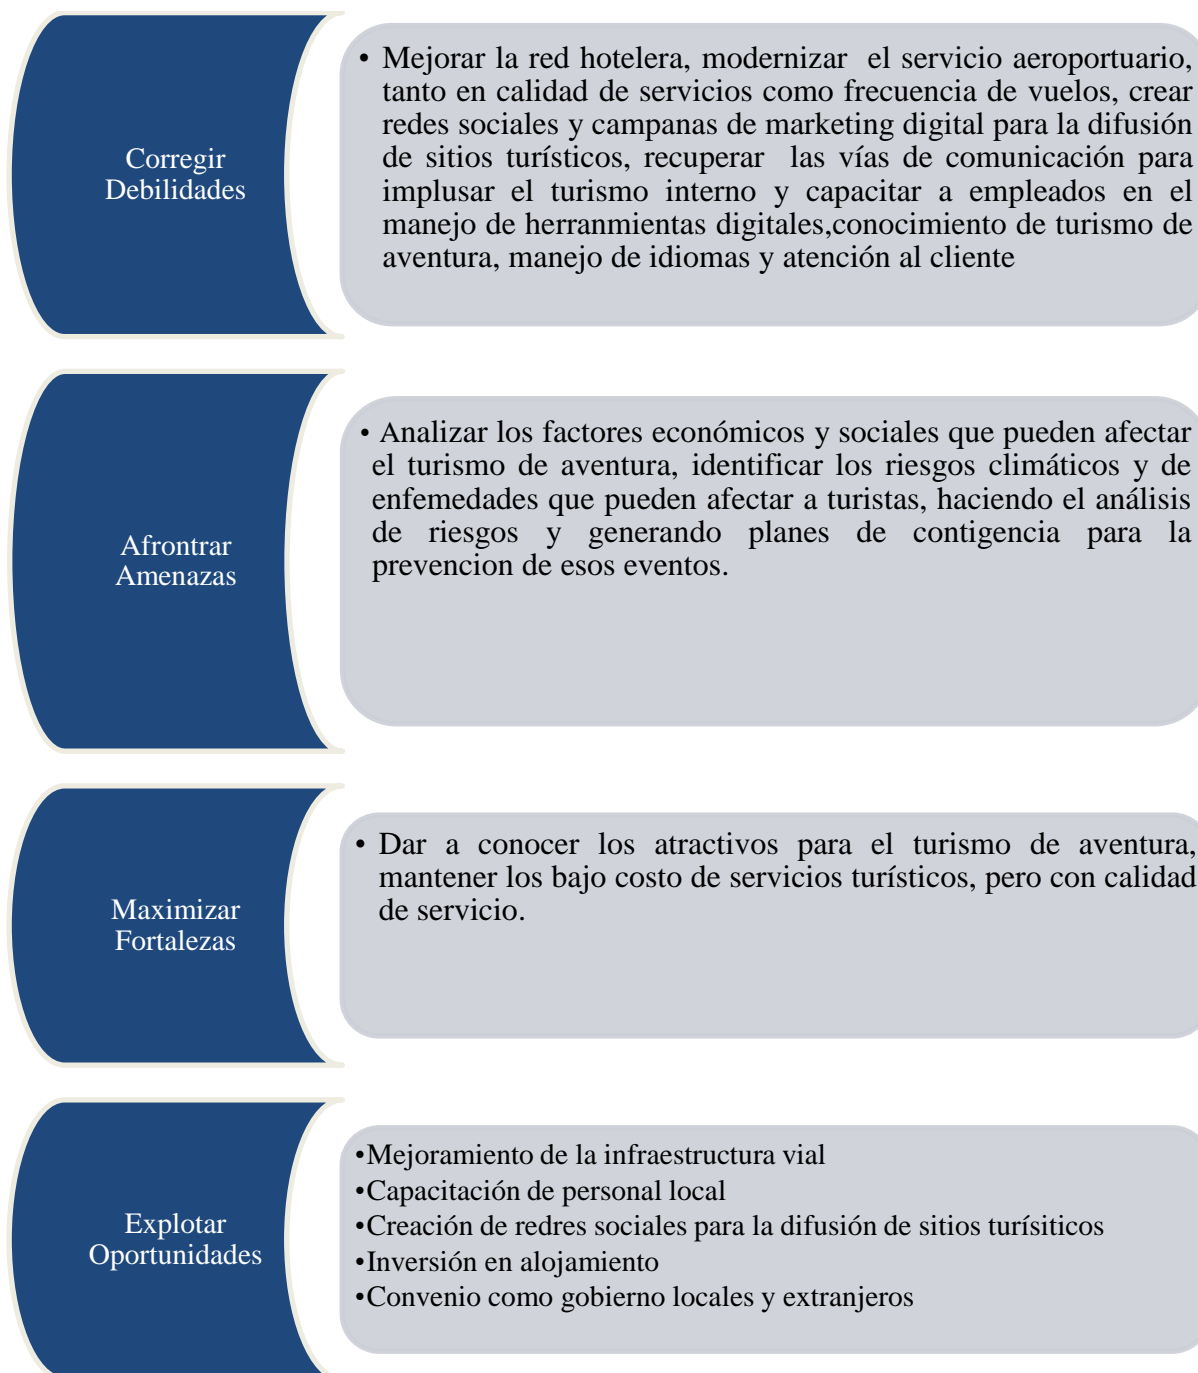 Corregir
Debilidades
• Mejorar la red hotelera, modernizar el servicio aeroportuario,
tanto en calidad de servicios como frecuencia de vuelos, crear
redes sociales y campanas de marketing digital para la difusión
de sitios turísticos, recuperar las vías de comunicación para
implusar el turismo interno y capacitar a empleados en el
manejo de herranmientas digitales,conocimiento de turismo de
aventura, manejo de idiomas y atención al cliente
Afrontrar
Amenazas
• Analizar los factores económicos y sociales que pueden afectar
el turismo de aventura, identificar los riesgos climáticos y de
enfemedades que pueden afectar a turistas, haciendo el análisis
de riesgos y generando planes de contigencia para la
prevencion de esos eventos.
Maximizar
Fortalezas
• Dar a conocer los atractivos para el turismo de aventura,
mantener los bajo costo de servicios turísticos, pero con calidad
de servicio.
Explotar
Oportunidades
•Mejoramiento de la infraestructura vial
•Capacitación de personal local
•Creación de redres sociales para la difusión de sitios turísiticos
•Inversión en alojamiento
•Convenio como gobierno locales y extranjeros